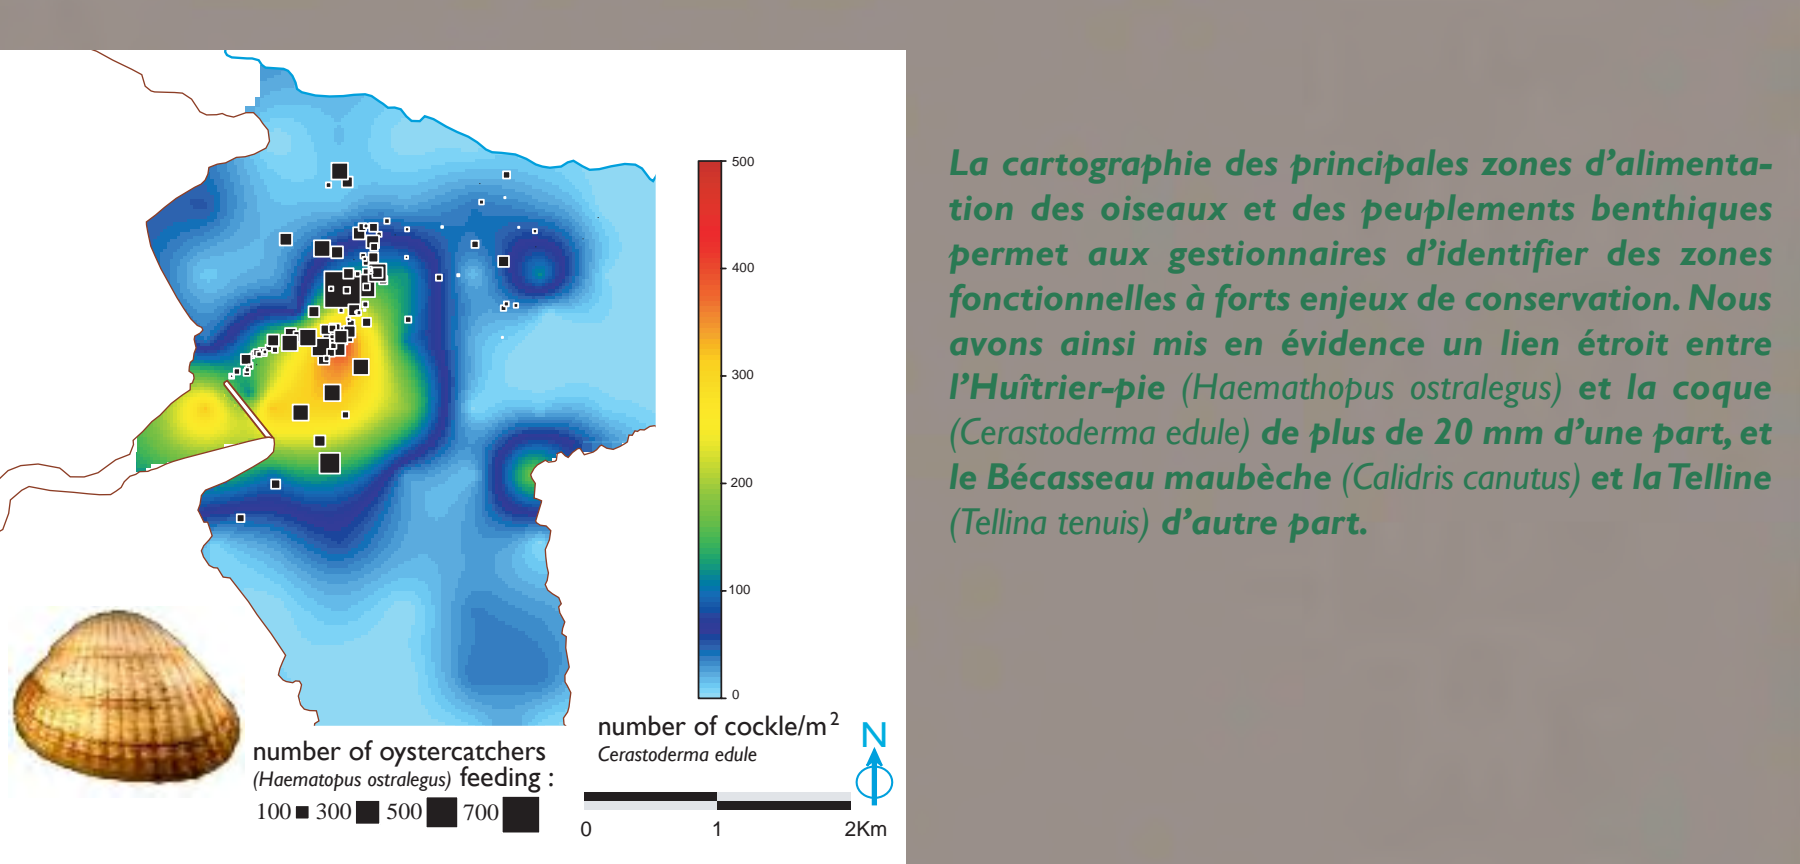 500
400
300
200
100
0
number of cockle/m2
Cerastoderma edule
N
number of oystercatchers
(Haematopus ostralegus) feeding :
100 300 500 700
0 1 2Km
La cartographie des principales zones d’alimenta-
tion des oiseaux et des peuplements benthiques
permet aux gestionnaires d’identifier des zones
fonctionnelles à forts enjeux de conservation. Nous
avons ainsi mis en évidence un lien étroit entre
l’Huîtrier-pie (Haemathopus ostralegus) et la coque
(Cerastoderma edule) de plus de 20 mm d’une part, et
le Bécasseau maubèche (Calidris canutus) et la Telline
(Tellina tenuis) d’autre part.